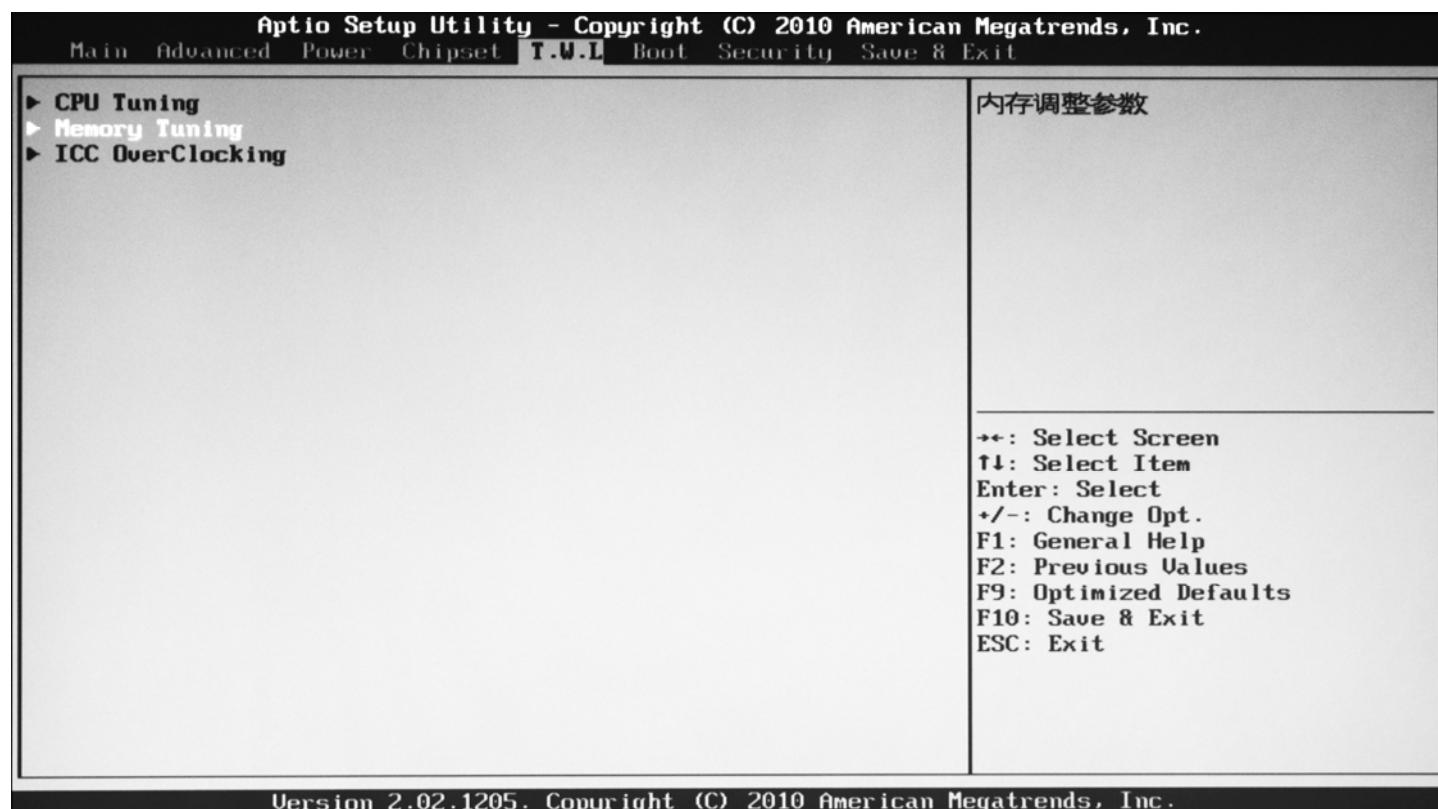 Aptio Setup Utility - Copyright (C) 2010 American Megatrends, Inc.
Main Advanced Power Chipset T.W.L Boot Security Save & Exit
► CPU Tuning
► Memory Tuning
► ICC OverClocking
内存调整参数
→←: Select Screen
↑↓: Select Item
Enter: Select
+/-: Change Opt.
F1: General Help
F2: Previous Values
F9: Optimized Defaults
F10: Save & Exit
ESC: Exit
Version 2.02.1205. Copyright (C) 2010 American Megatrends, Inc.